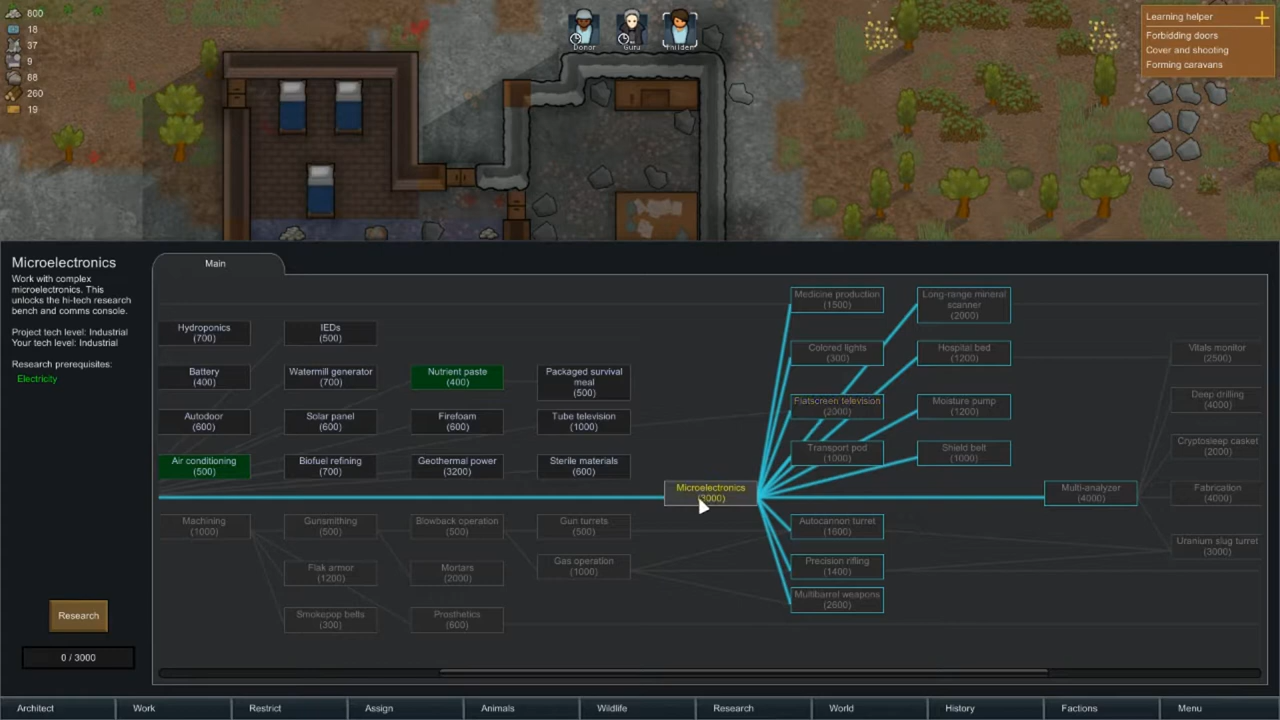 800
18
37
9
88
260
19
Donor
Guru
Learning helper
Forbidding doors
Cover and shooting
Forming caravans
Microelectronics
Work with complex
microelectronics. This
unlocks the hi-tech research
bench and comms console.
Project tech level: Industrial
Your tech level: Industrial
Research prerequisites:
Electricity
Research
0 / 3000
Main
Hydroponics
(700)
IEDs
(500)
Battery
(400)
Watermill generator
(700)
Nutrient paste
(400)
Packaged survival
meal
(500)
Autodoor
(600)
Solar panel
(600)
Firefoam
(600)
Tube television
(1000)
Air conditioning
(500)
Biofuel refining
(700)
Geothermal power
(3200)
Sterile materials
(600)
Microelectronics
(3000)
Machining
(1000)
Gunsmithing
(500)
Blowback operation
(500)
Gun turrets
(500)
Flak armor
(1200)
Mortars
(2000)
Gas operation
(1000)
Smokepop belts
(300)
Prosthetics
(600)
Medicine production
(1500)
Long-range mineral
scanner
(2000)
Colored lights
(300)
Hospital bed
(1200)
Flatscreen television
(2000)
Moisture pump
(1200)
Transport pod
(1000)
Shield belt
(1000)
Multi-analyzer
(4000)
Autocannon turret
(1600)
Precision rifling
(1400)
Multibarrel weapons
(2600)
Vitals monitor
(2500)
Deep drilling
(4000)
Cryptosleep casket
(2000)
Fabrication
(4000)
Uranium slug turret
(3000)
Architect
Work
Restrict
Assign
Animals
Wildlife
Research
World
History
Factions
Menu